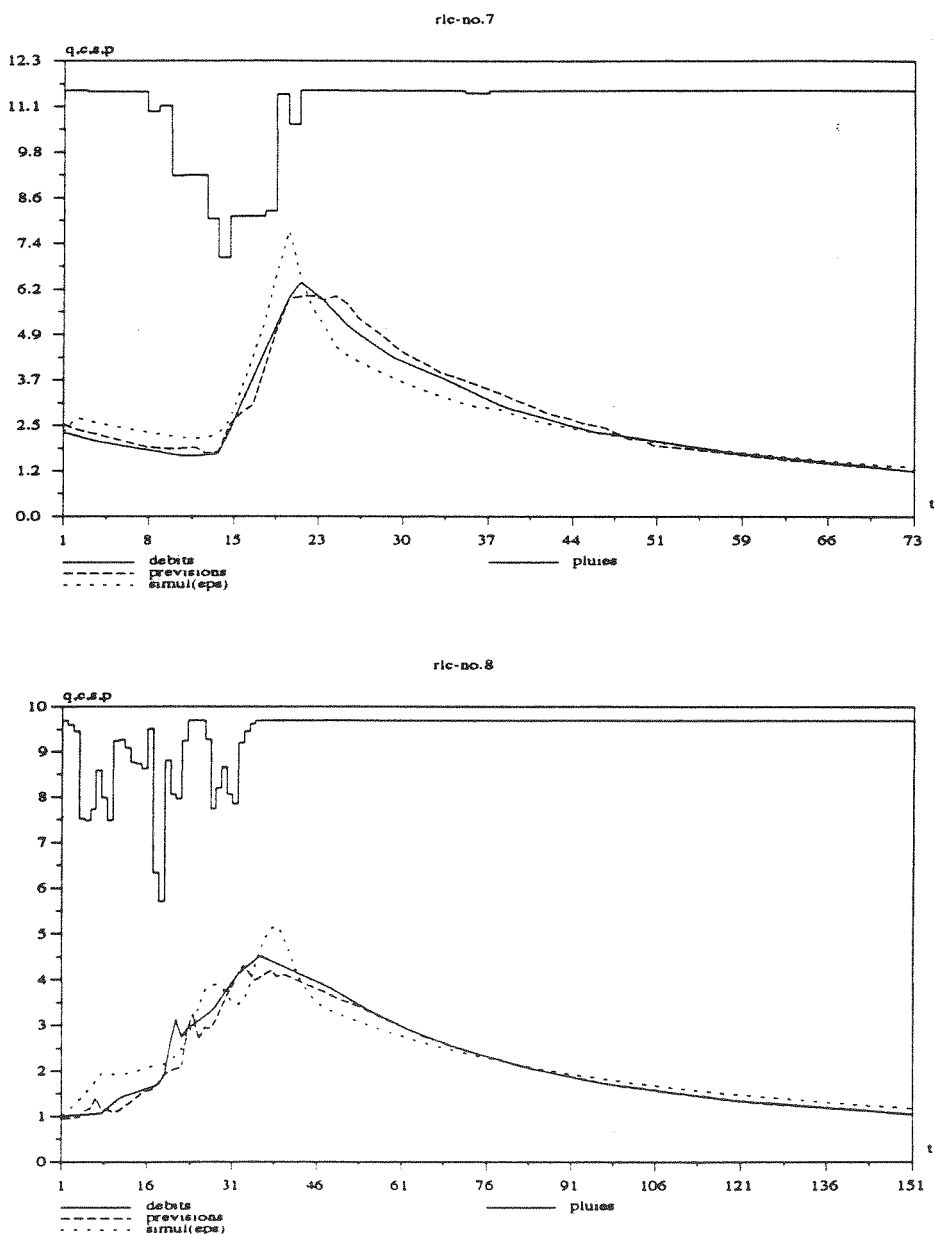 rlc-no.7
q.c.s.p
12.3
11.1
9.8
8.6
7.4
6.2
4.9
3.7
2.5
1.2
0.0
t
1 8 15 23 30 37 44 51 59 66 73
debits pluies
previsions
simul(eps)
rlc-no.8
q.c.s.p
10
9
8
7
6
5
4
3
2
1
0
t
1 16 31 46 61 76 91 106 121 136 151
debits pluies
previsions
simul(eps)